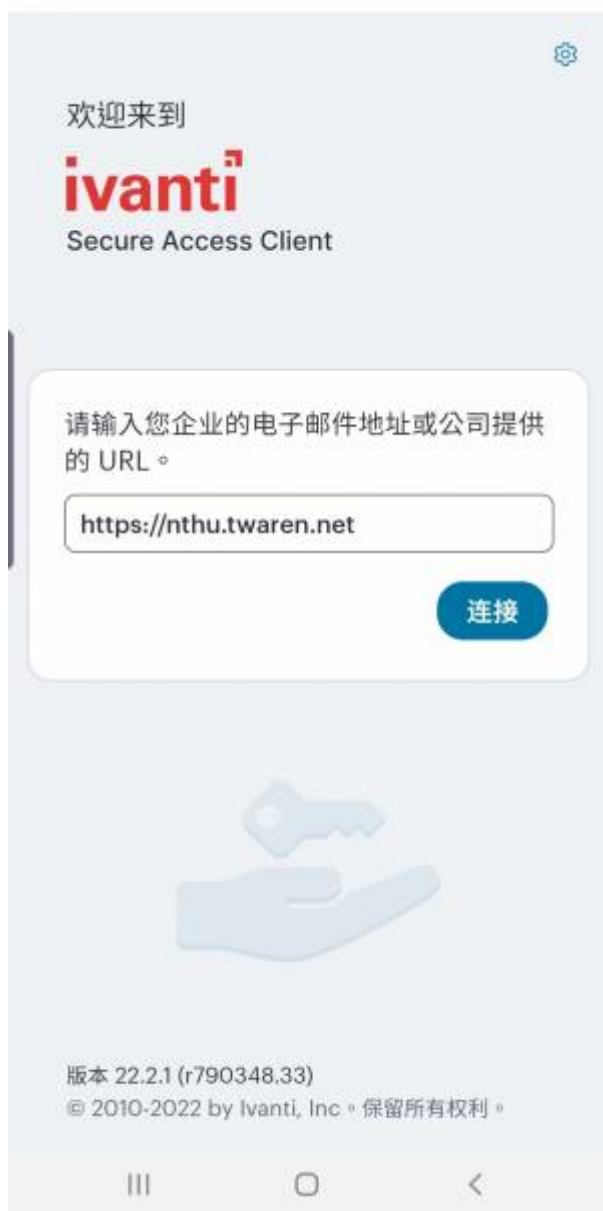 欢迎来到
ivanti
Secure Access Client
请输入您企业的电子邮件地址或公司提供
的 URL。
https://nthu.twaren.net
连接
版本 22.2.1 (r790348.33)
© 2010-2022 by Ivanti, Inc。保留所有权利。